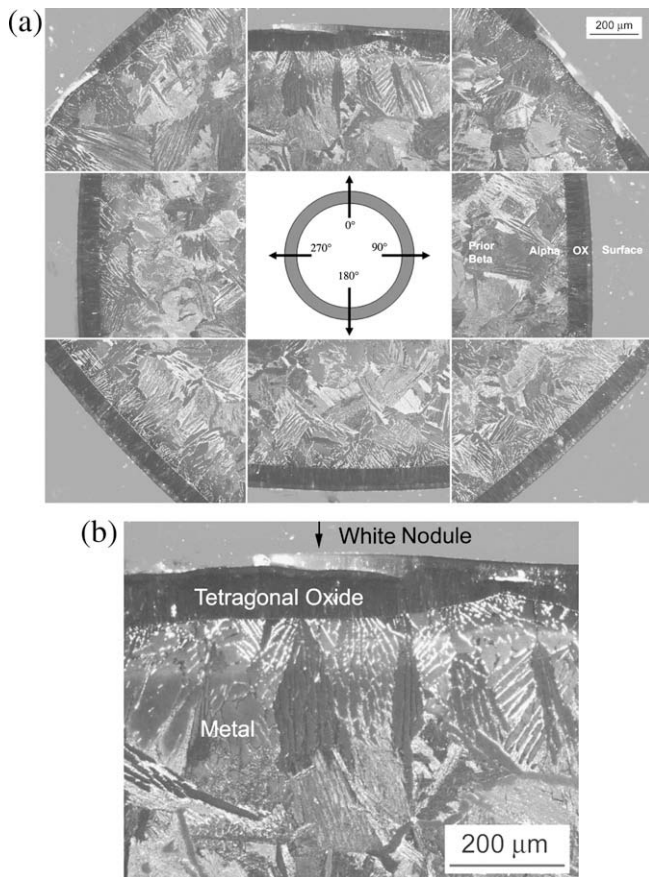 (a)
200 μm
0°
270°
90°
180°
Prior
Beta
Alpha
OX
Surface
(b)
White Nodule
Tetragonal Oxide
Metal
200 μm